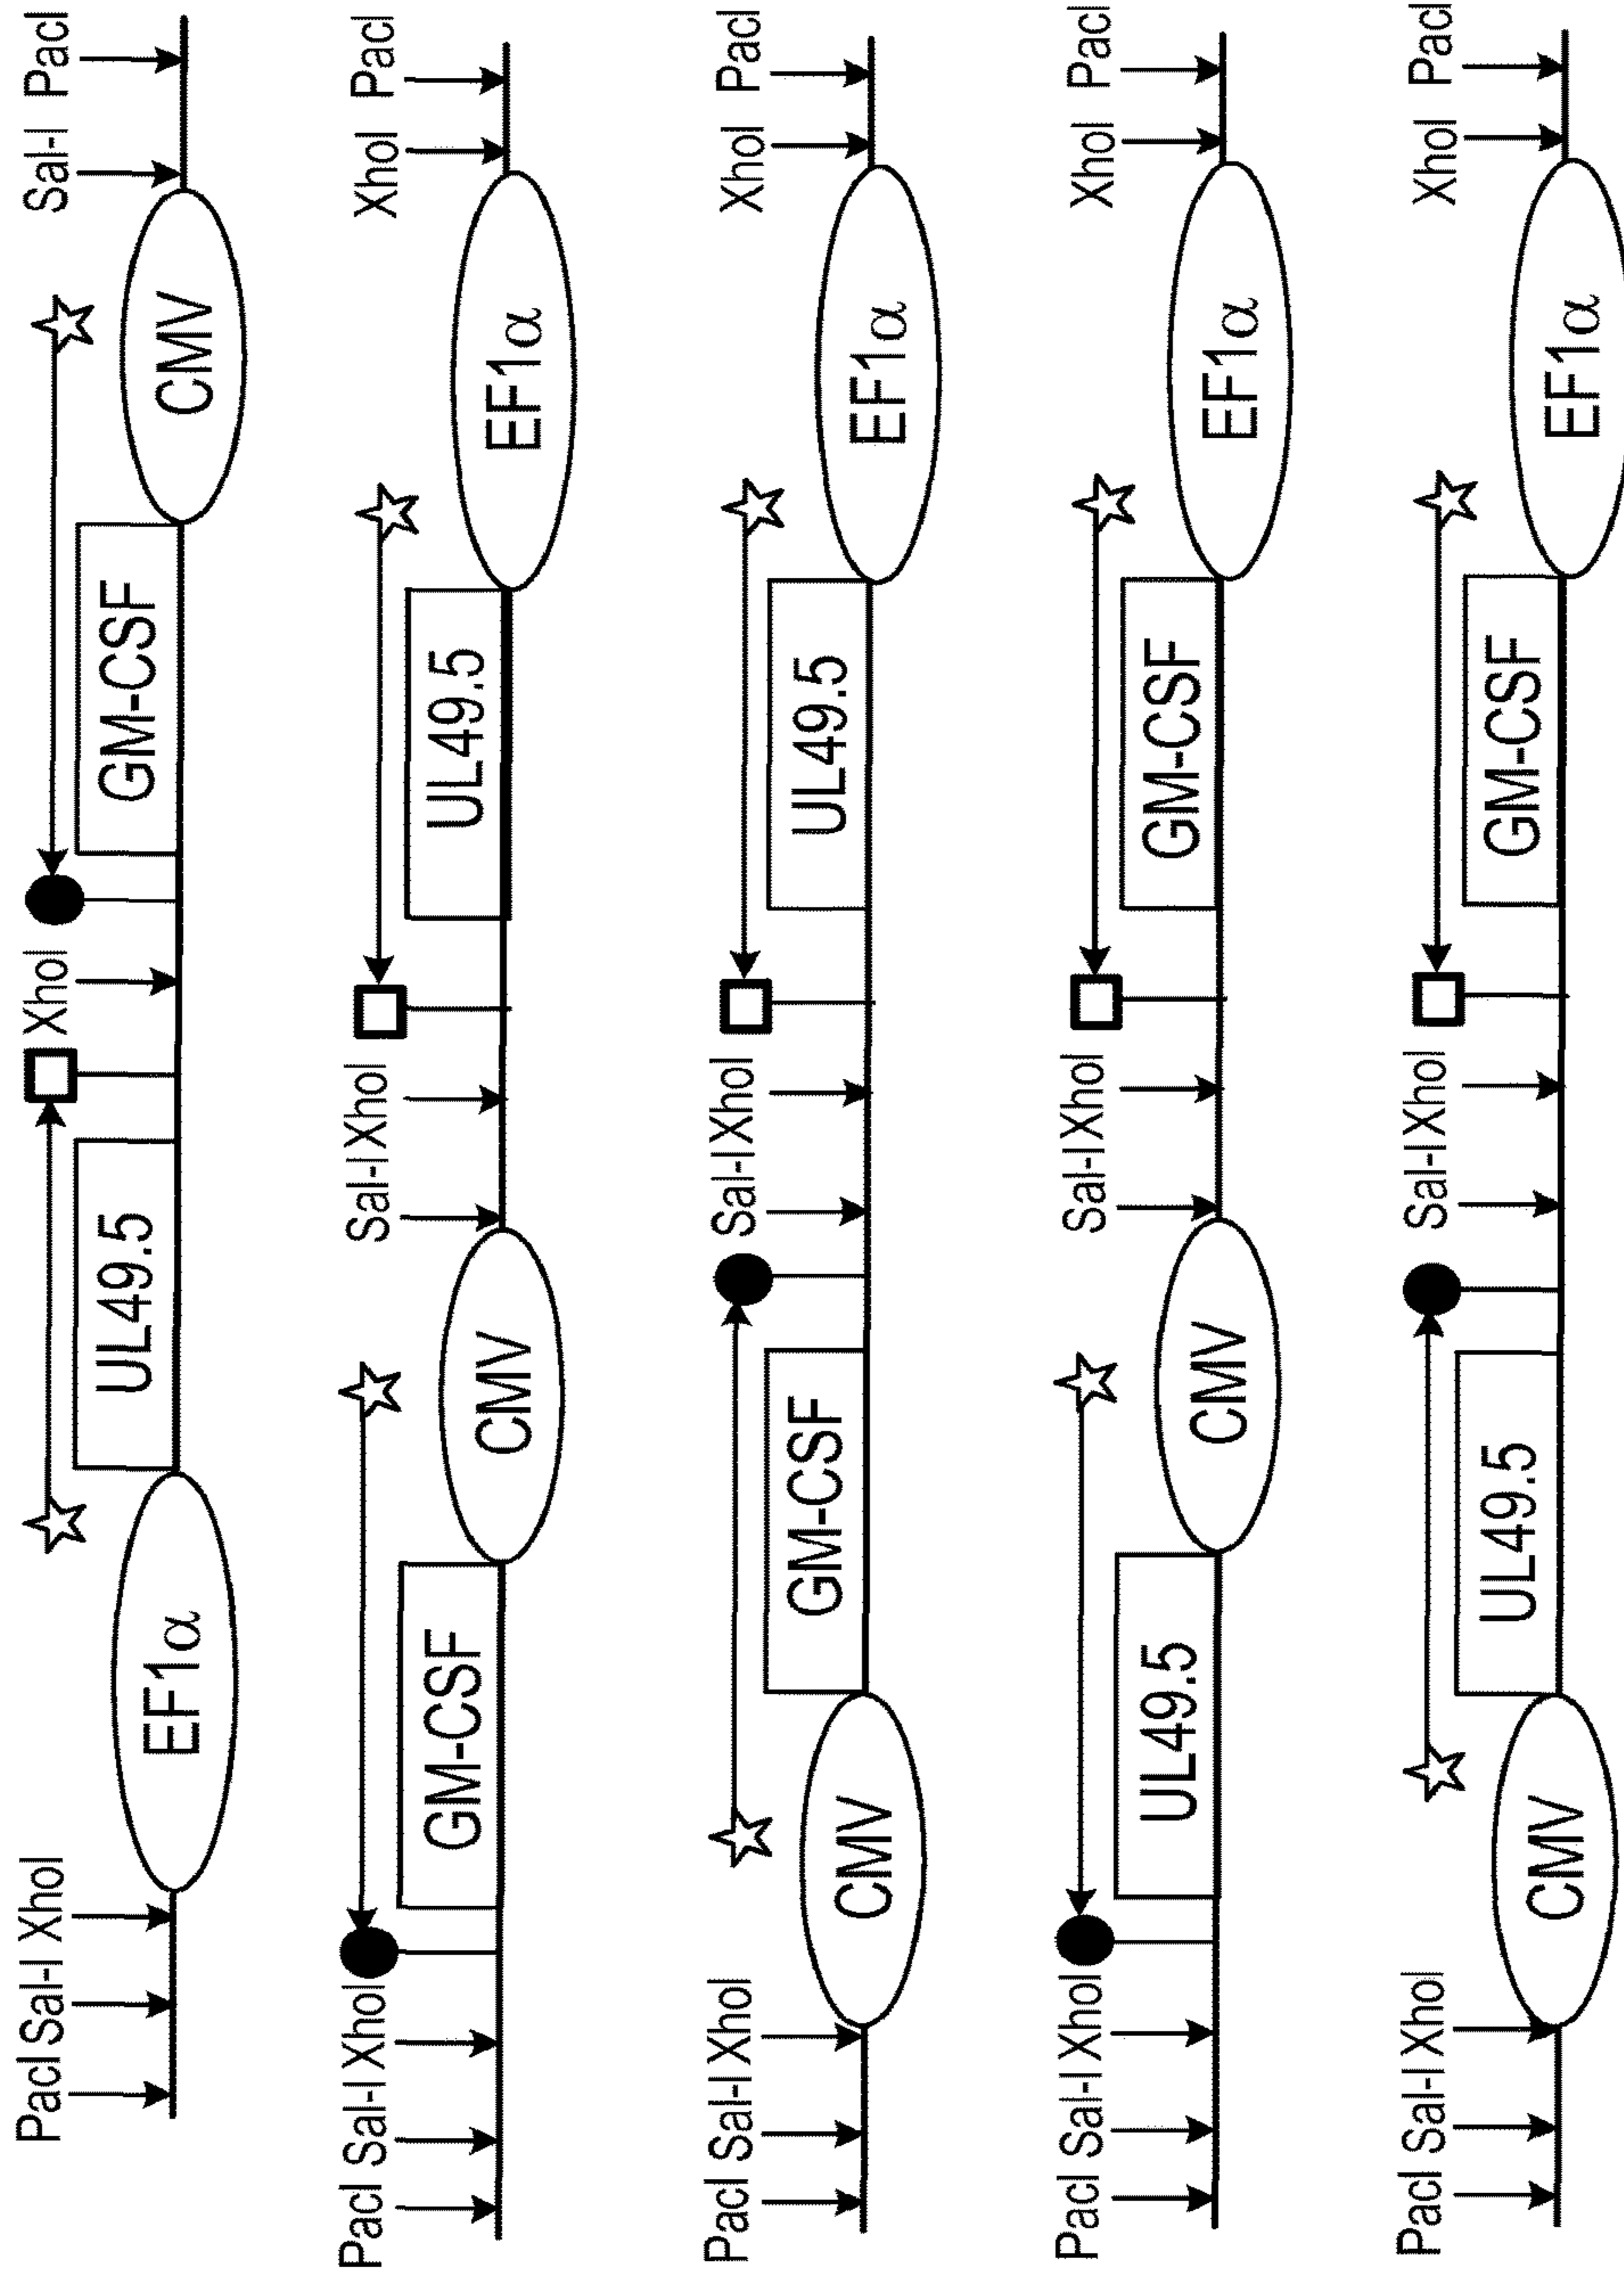 PacI Sal-I XhoI XhoI Sal-I PacI
EF1α UL49.5 GM-CSF CMV
PacI Sal-I XhoI Sal-I XhoI XhoI PacI
GM-CSF CMV UL49.5 EF1α
PacI Sal-I XhoI Sal-I XhoI XhoI PacI
CMV GM-CSF UL49.5 EF1α
PacI Sal-I XhoI Sal-I XhoI XhoI PacI
UL49.5 CMV GM-CSF EF1α
PacI Sal-I XhoI Sal-I XhoI XhoI PacI
CMV UL49.5 GM-CSF EF1α